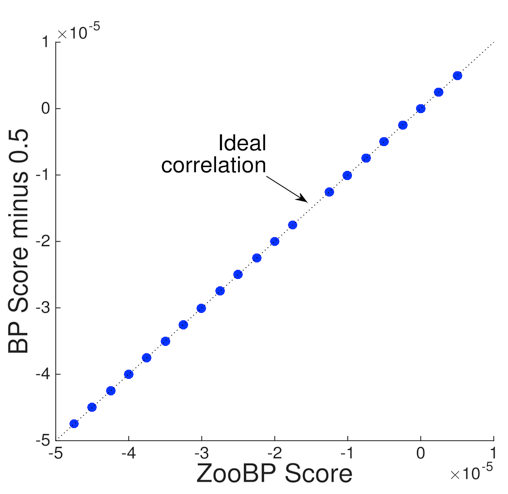 ×10⁻⁵
1
0
-1
-2
-3
-4
-5
BP Score minus 0.5
Ideal
correlation
-5 -4 -3 -2 -1 0 1
ZooBP Score
×10⁻⁵